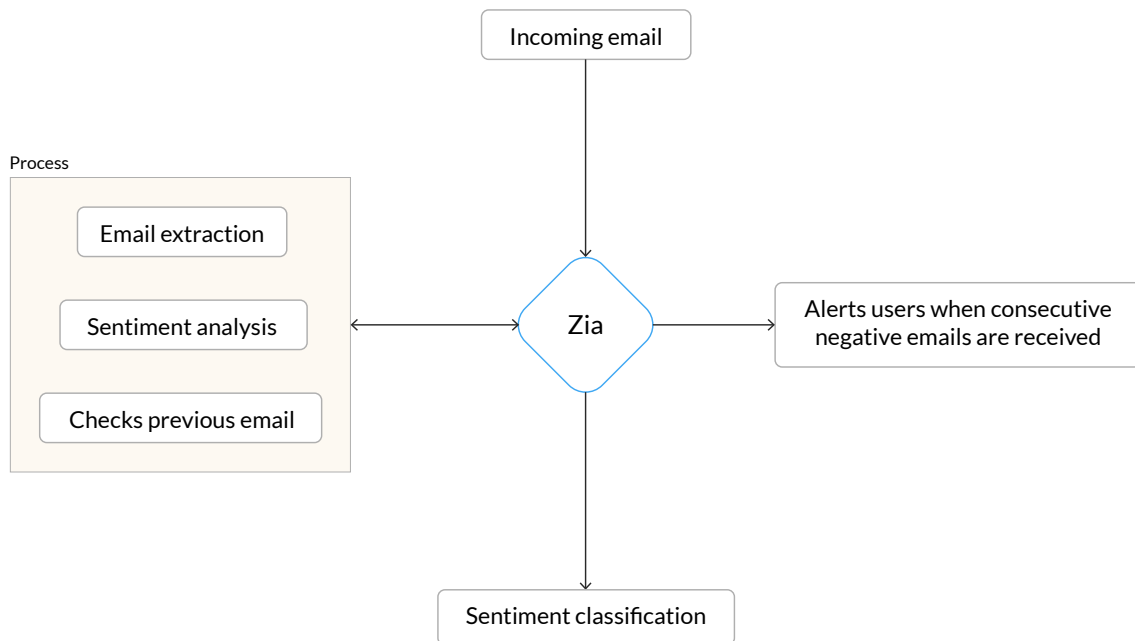 Incoming email
Process
Email extraction
Sentiment analysis
Checks previous email
Zia
Alerts users when consecutive
negative emails are received
Sentiment classification